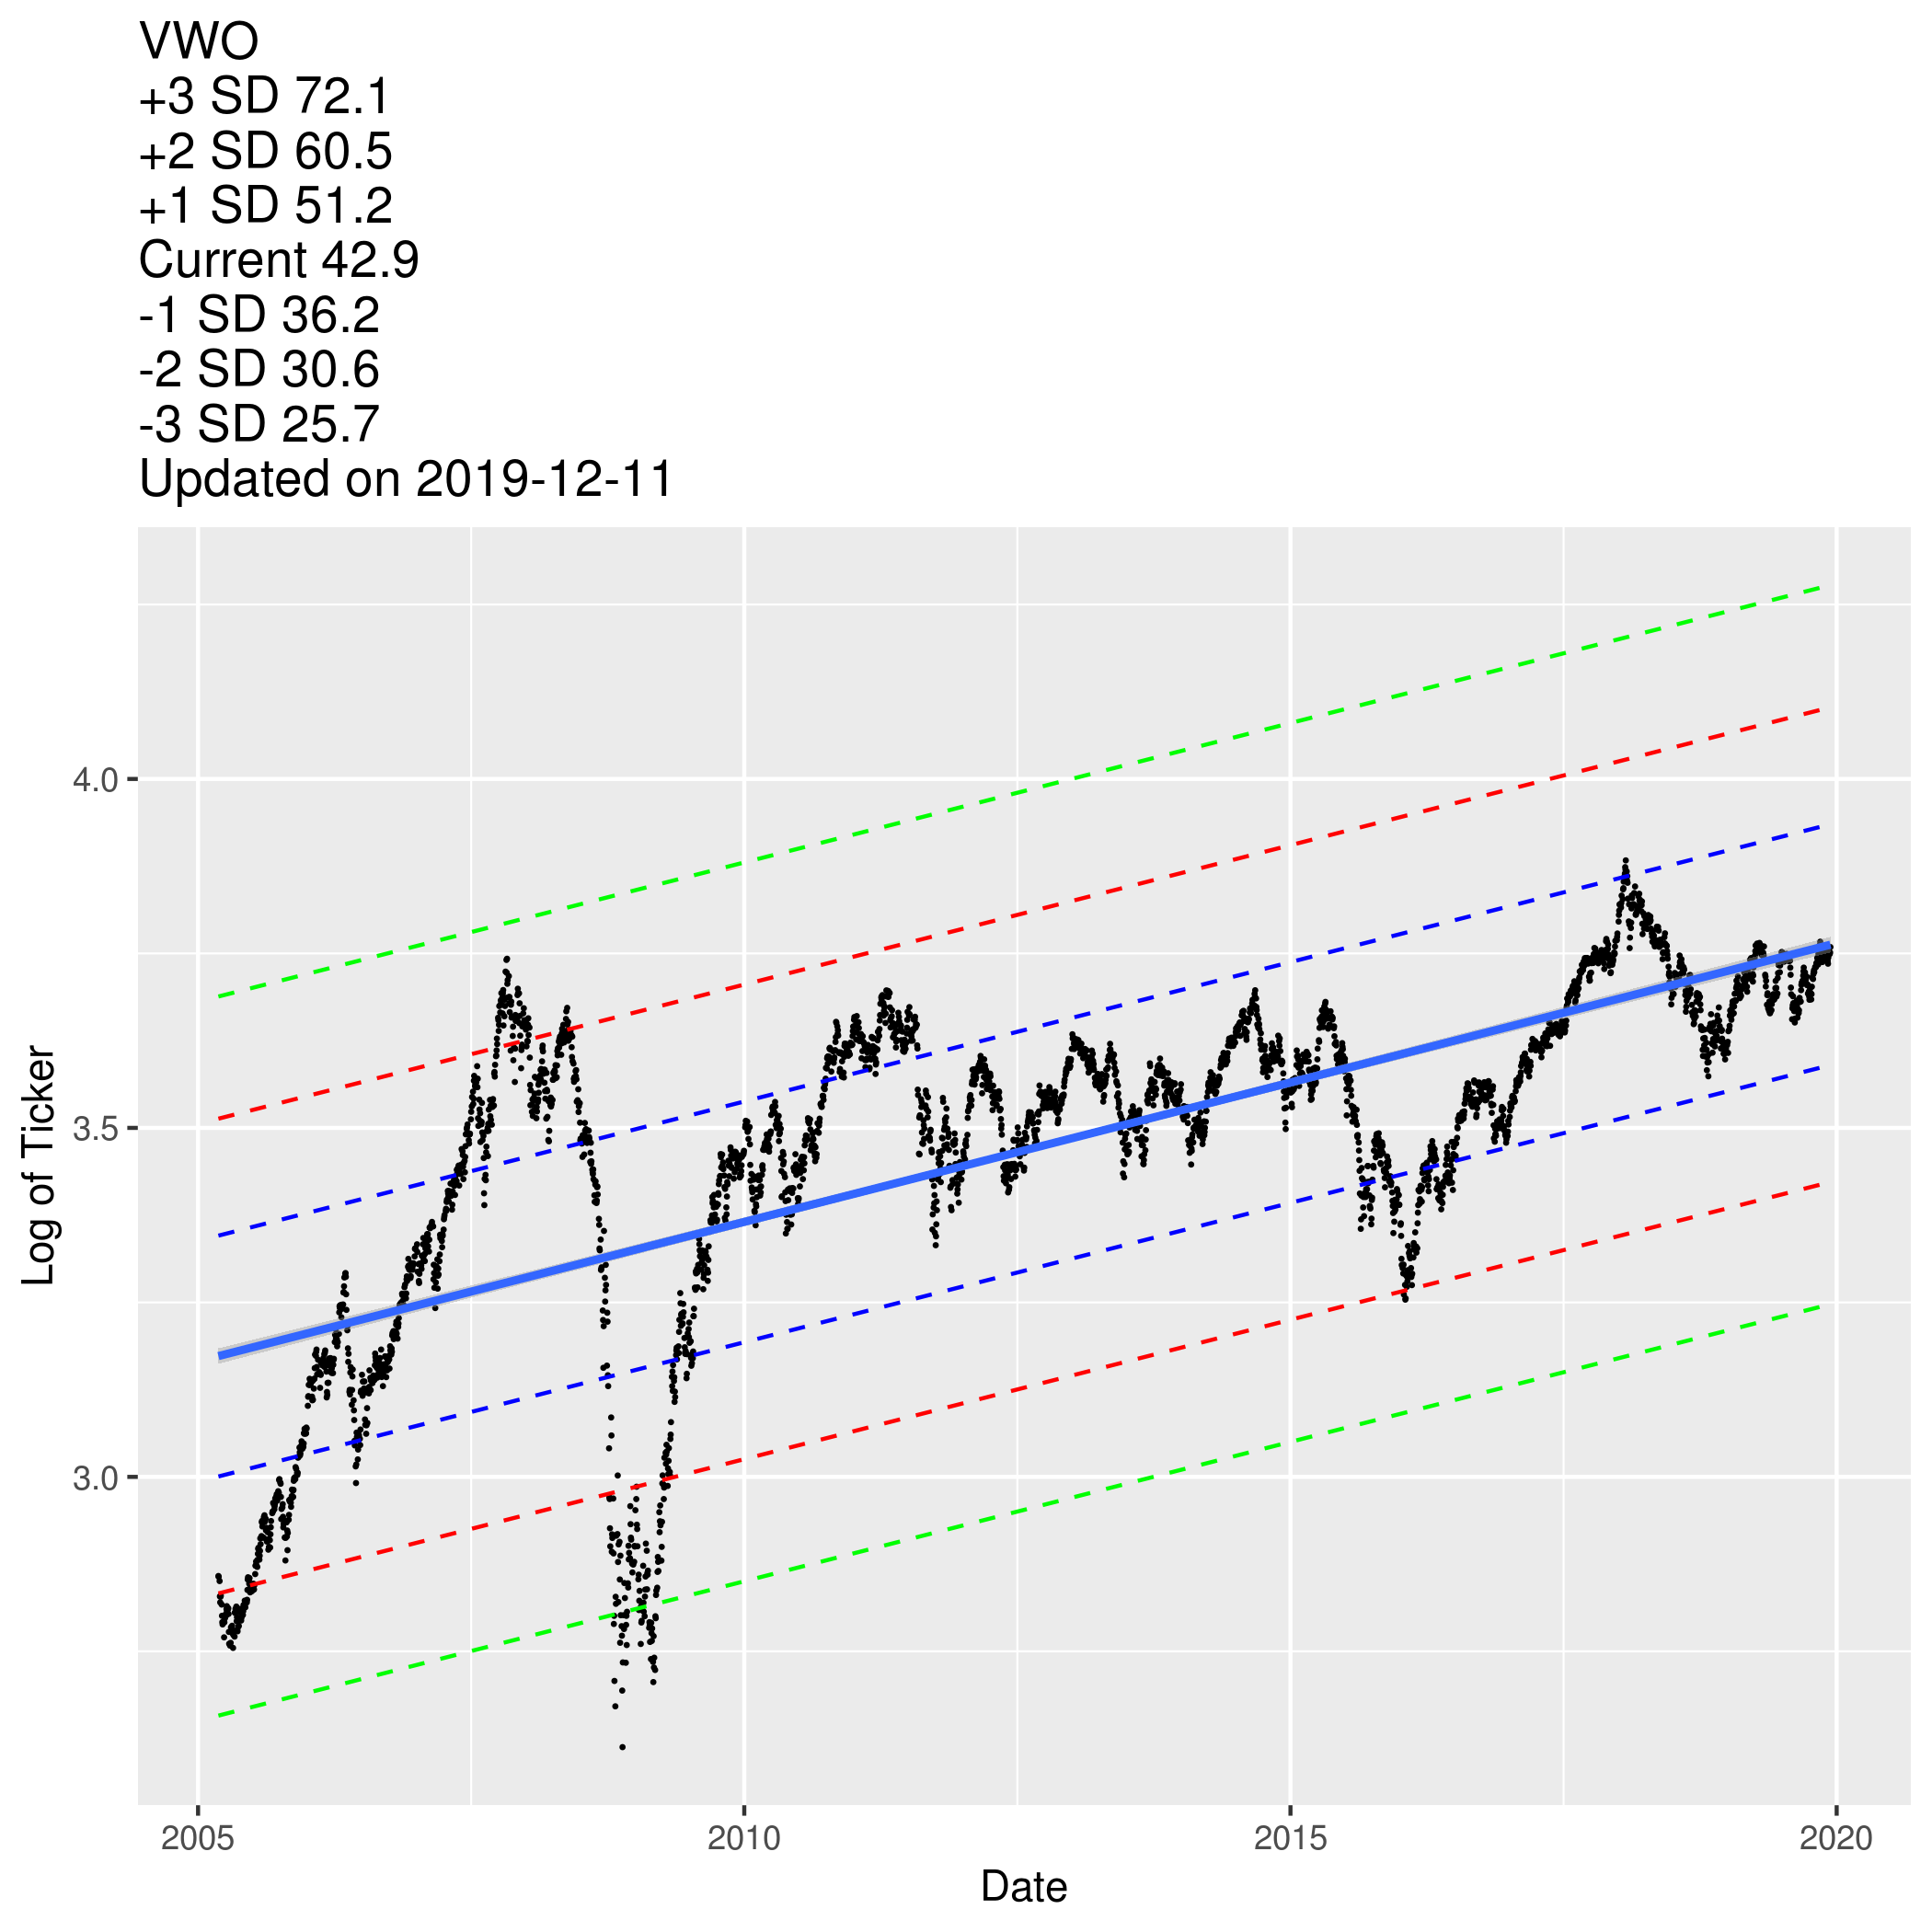 VWO
+3 SD 72.1
+2 SD 60.5
+1 SD 51.2
Current 42.9
-1 SD 36.2
-2 SD 30.6
-3 SD 25.7
Updated on 2019-12-11
Log of Ticker
4.0
3.5
3.0
2005
2010
2015
2020
Date